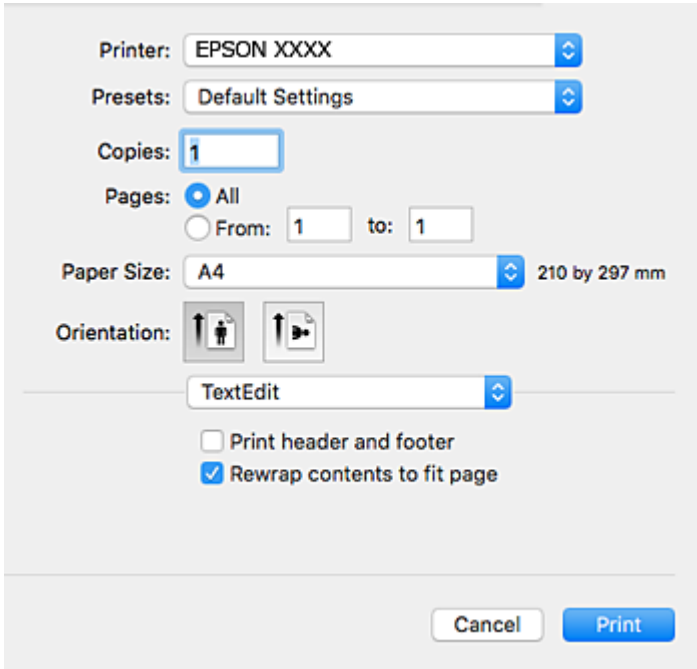 Printer: EPSON XXXX
Presets: Default Settings
Copies: 1
Pages: All
From: 1 to: 1
Paper Size: A4 210 by 297 mm
Orientation:
TextEdit
Print header and footer
Rewrap contents to fit page
Cancel Print